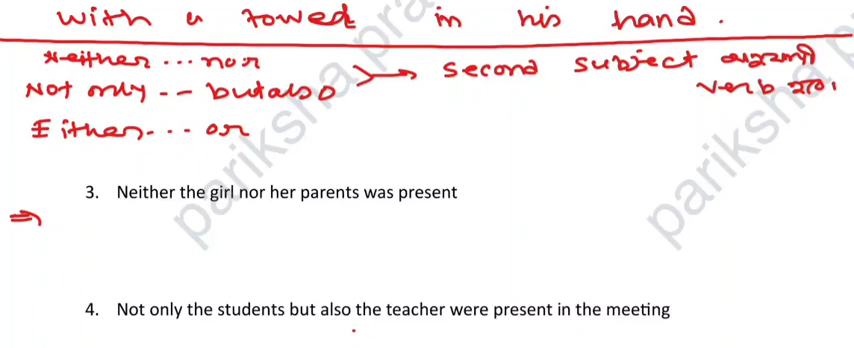 with a towel in his hand.
Neither ... nor
Not only -- but also → second subject অনুযায়ী
verb হবে।
Either... or
3. Neither the girl nor her parents was present
4. Not only the students but also the teacher were present in the meeting